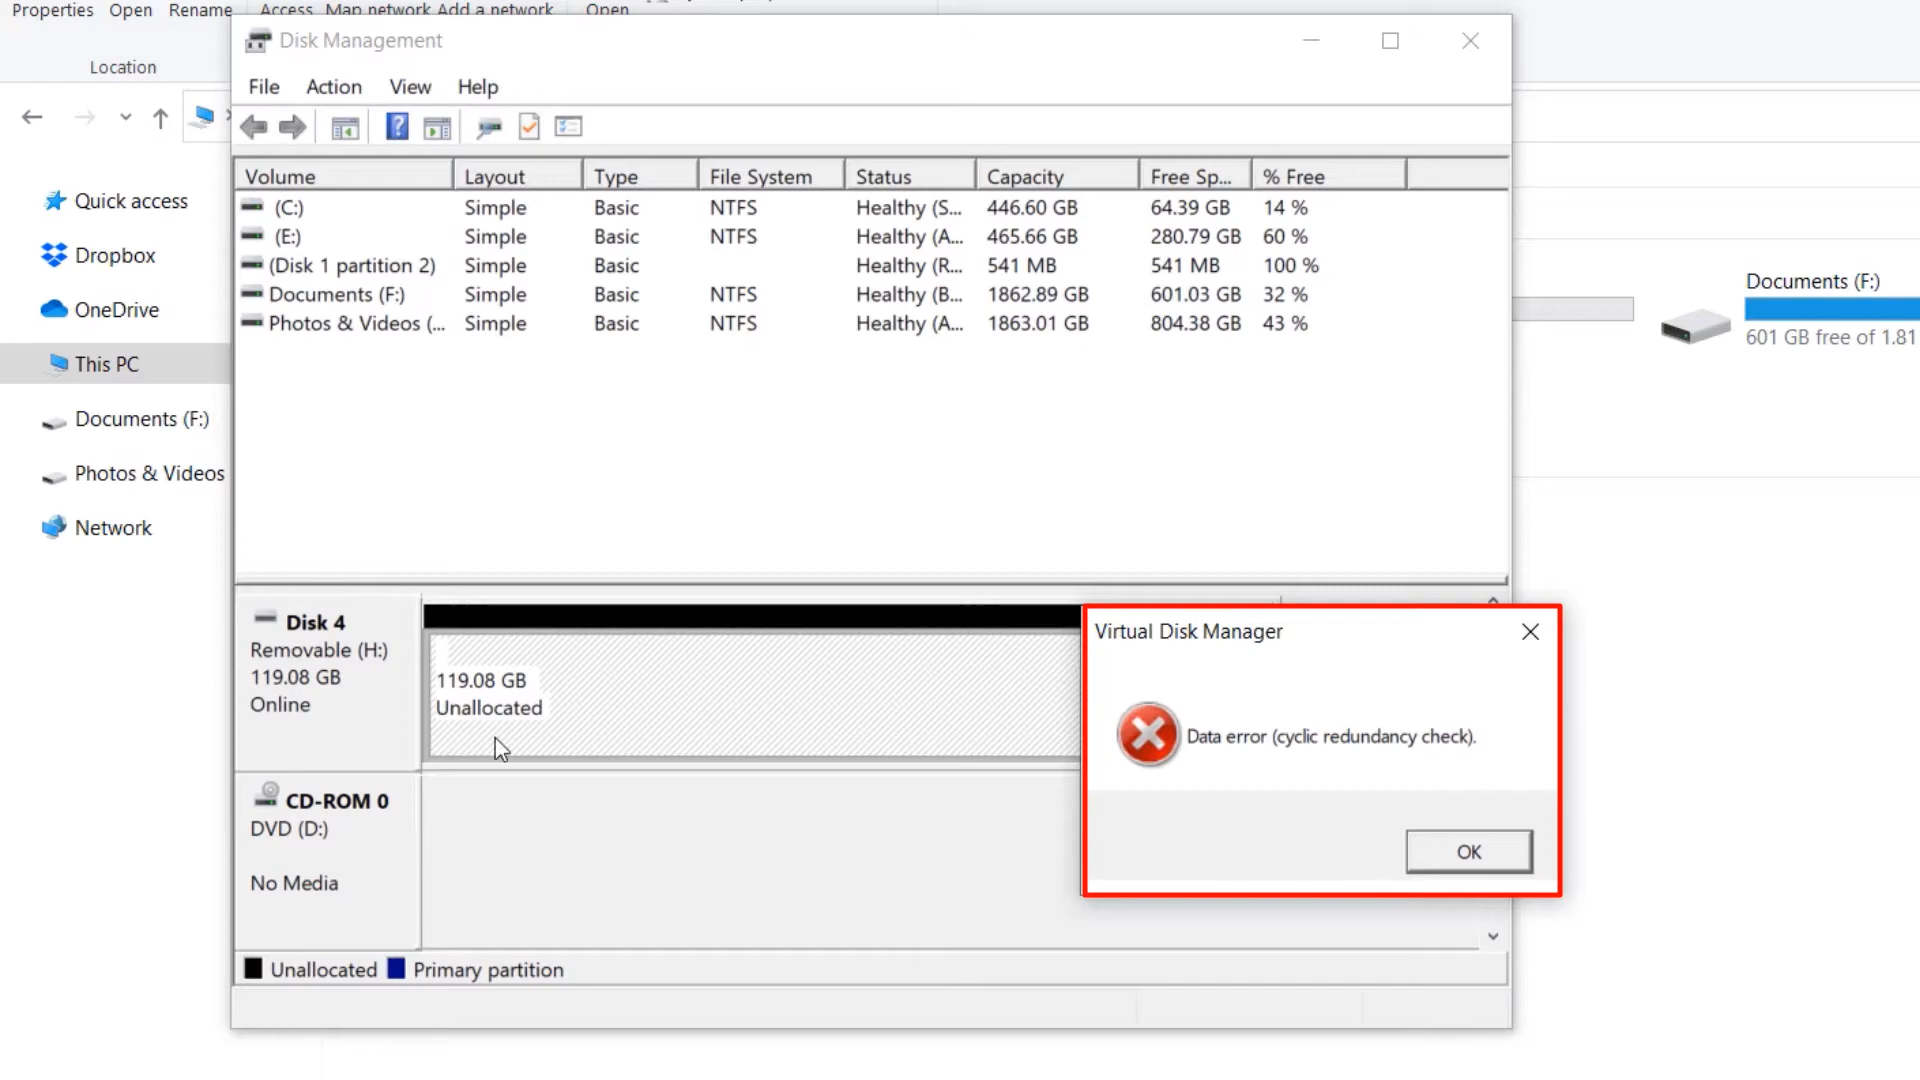 Properties Open Rename Access Map network Add a network Open
Location
Disk Management
File Action View Help
Quick access
Dropbox
OneDrive
This PC
Documents (F:)
Photos & Videos
Network
Volume Layout Type File System Status Capacity Free Sp... % Free
(C:) Simple Basic NTFS Healthy (S... 446.60 GB 64.39 GB 14 %
(E:) Simple Basic NTFS Healthy (A... 465.66 GB 280.79 GB 60 %
(Disk 1 partition 2) Simple Basic Healthy (R... 541 MB 541 MB 100 %
Documents (F:) Simple Basic NTFS Healthy (B... 1862.89 GB 601.03 GB 32 %
Photos & Videos (... Simple Basic NTFS Healthy (A... 1863.01 GB 804.38 GB 43 %
Documents (F:)
601 GB free of 1.81
Disk 4
Removable (H:)
119.08 GB
Online
119.08 GB
Unallocated
CD-ROM 0
DVD (D:)
No Media
Unallocated Primary partition
Virtual Disk Manager
Data error (cyclic redundancy check).
OK